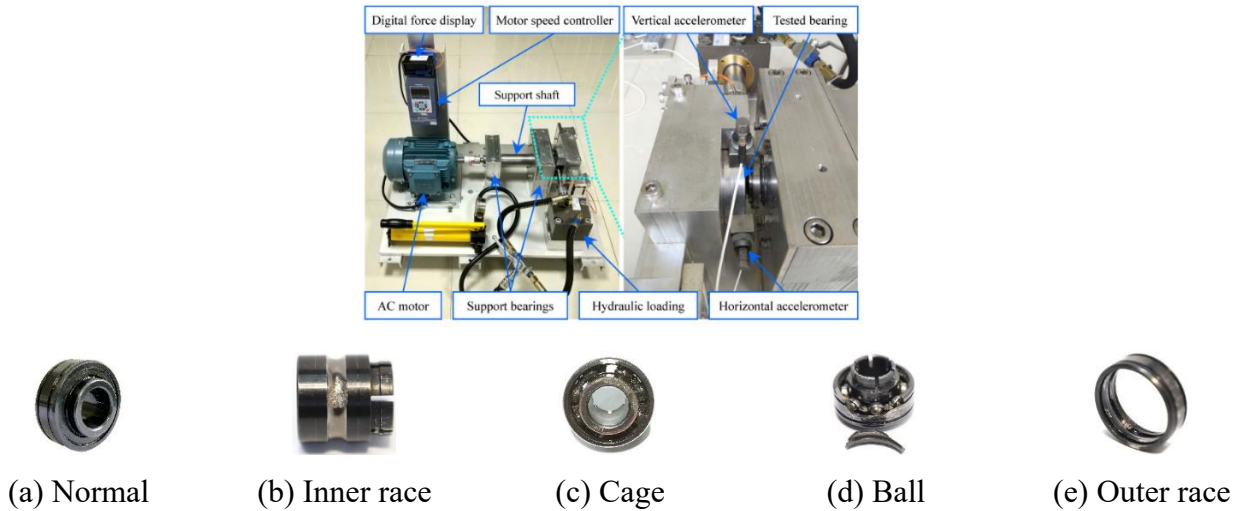 Digital force display
Motor speed controller
Vertical accelerometer
Tested bearing
Support shaft
AC motor
Support bearings
Hydraulic loading
Horizontal accelerometer
(a) Normal
(b) Inner race
(c) Cage
(d) Ball
(e) Outer race